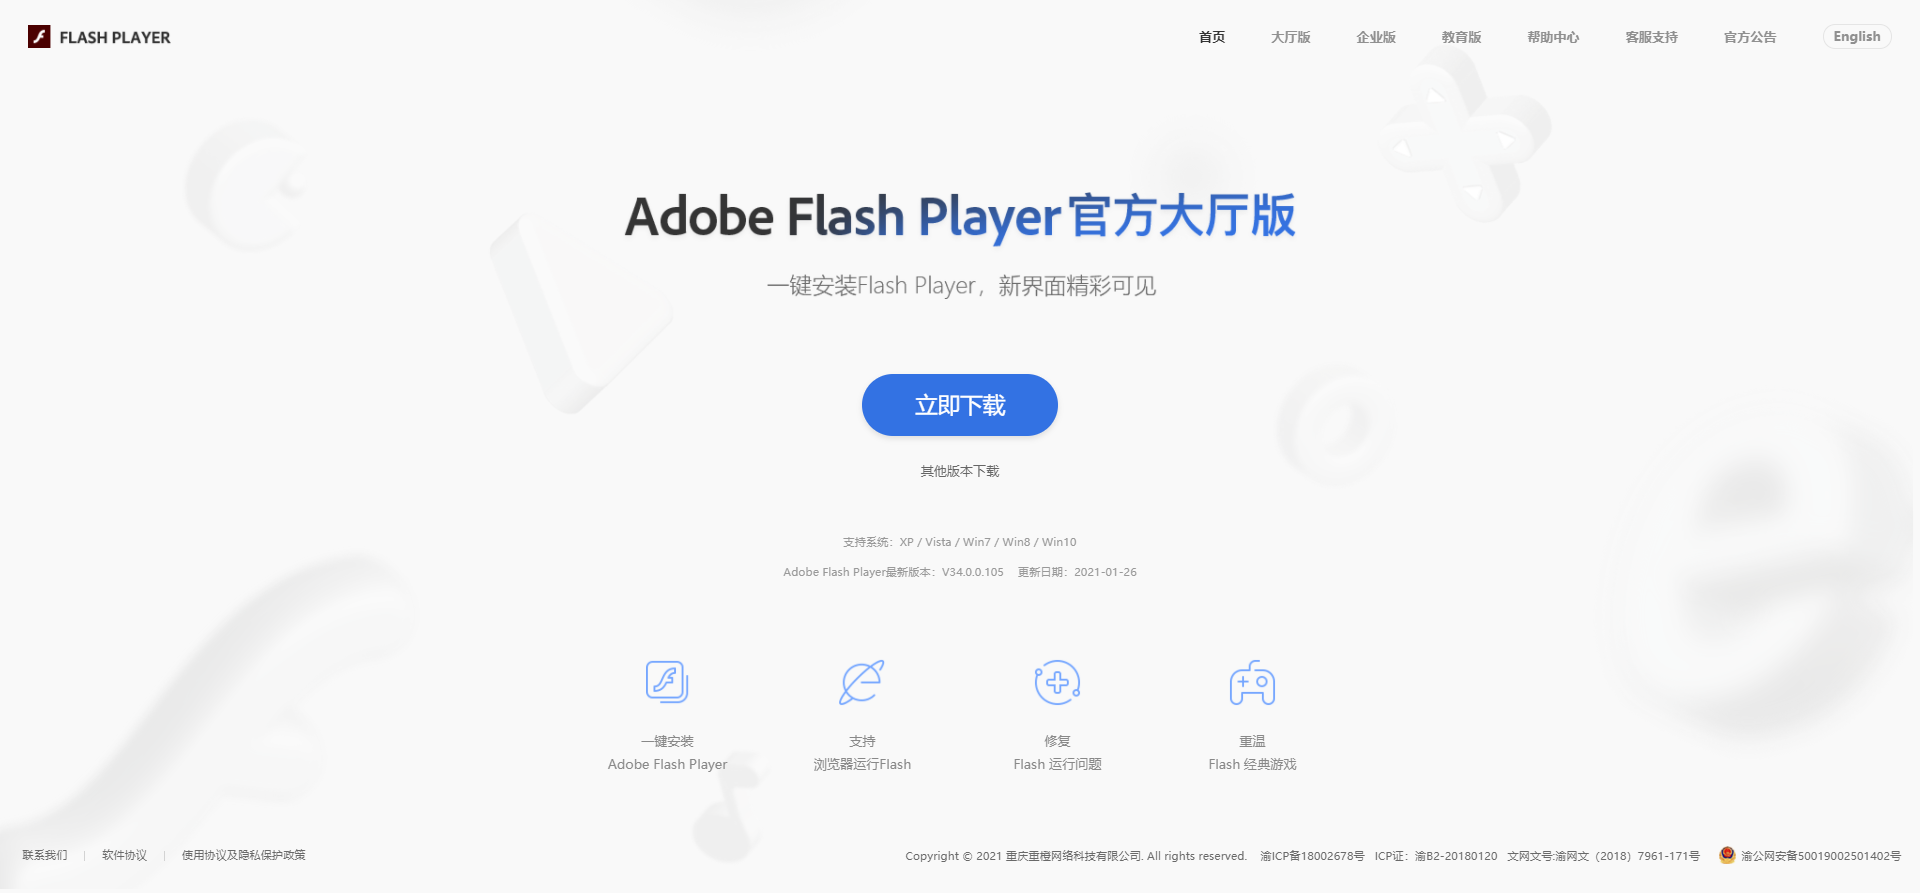 FLASH PLAYER
首页 大厅版 企业版 教育版 帮助中心 客服支持 官方公告 English
Adobe Flash Player官方大厅版
一键安装Flash Player，新界面精彩可见
立即下载
其他版本下载
支持系统：XP / Vista / Win7 / Win8 / Win10
Adobe Flash Player最新版本：V34.0.0.105 更新日期：2021-01-26
一键安装 支持 修复 重温
Adobe Flash Player 浏览器运行Flash Flash 运行问题 Flash 经典游戏
联系我们 | 软件协议 | 使用协议及隐私保护政策 Copyright © 2021 重庆重橙网络科技有限公司. All rights reserved. 渝ICP备18002678号 ICP证：渝B2-20180120 文网文号:渝网文（2018）7961-171号 渝公网安备50019002501402号